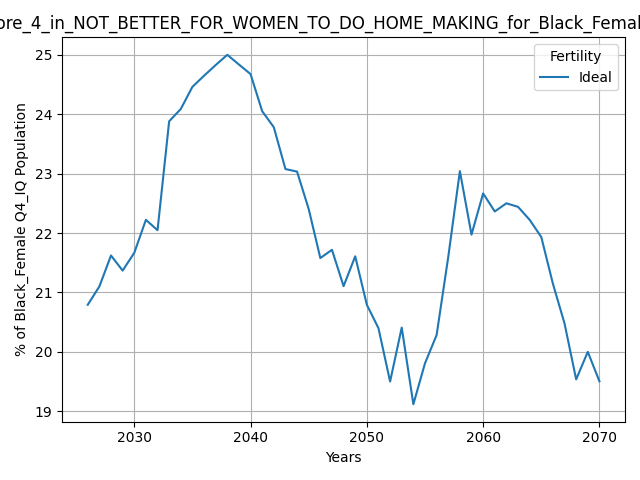 ore_4_in_NOT_BETTER_FOR_WOMEN_TO_DO_HOME_MAKING_for_Black_Femal
Fertility
Ideal
25
24
23
22
21
20
19
% of Black_Female Q4_IQ Population
2030 2040 2050 2060 2070
Years